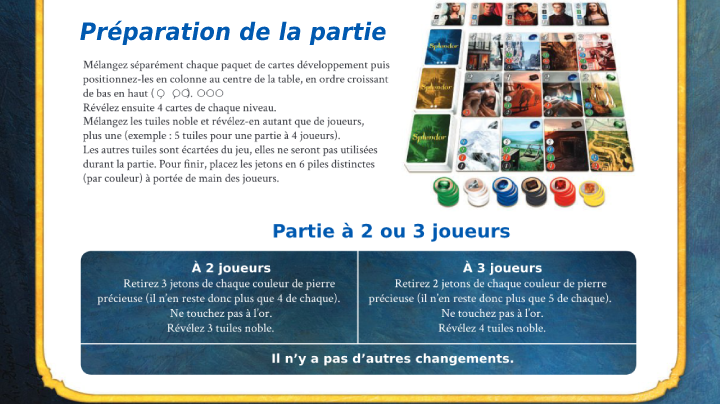 Préparation de la partie
Mélangez séparément chaque paquet de cartes développement puis
positionnez-les en colonne au centre de la table, en ordre croissant
de bas en haut (○ ○○. ○○○
Révélez ensuite 4 cartes de chaque niveau.
Mélangez les tuiles noble et révélez-en autant que de joueurs,
plus une (exemple : 5 tuiles pour une partie à 4 joueurs).
Les autres tuiles sont écartées du jeu, elles ne seront pas utilisées
durant la partie. Pour finir, placez les jetons en 6 piles distinctes
(par couleur) à portée de main des joueurs.
Splendor
Splendor
Splendor
Partie à 2 ou 3 joueurs
À 2 joueurs
Retirez 3 jetons de chaque couleur de pierre
précieuse (il n’en reste donc plus que 4 de chaque).
Ne touchez pas à l’or.
Révélez 3 tuiles noble.
À 3 joueurs
Retirez 2 jetons de chaque couleur de pierre
précieuse (il n’en reste donc plus que 5 de chaque).
Ne touchez pas à l’or.
Révélez 4 tuiles noble.
Il n’y a pas d’autres changements.